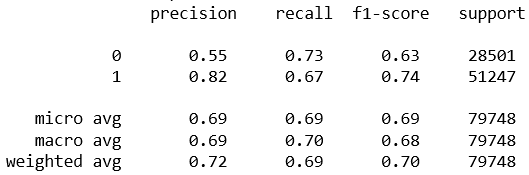 precision recall f1-score support
0 0.55 0.73 0.63 28501
1 0.82 0.67 0.74 51247
micro avg 0.69 0.69 0.69 79748
macro avg 0.69 0.70 0.68 79748
weighted avg 0.72 0.69 0.70 79748